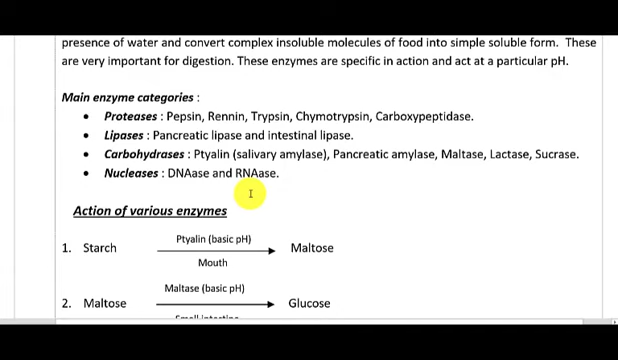 presence of water and convert complex insoluble molecules of food into simple soluble form. These
are very important for digestion. These enzymes are specific in action and act at a particular pH.
Main enzyme categories :
• Proteases : Pepsin, Rennin, Trypsin, Chymotrypsin, Carboxypeptidase.
• Lipases : Pancreatic lipase and intestinal lipase.
• Carbohydrases : Ptyalin (salivary amylase), Pancreatic amylase, Maltase, Lactase, Sucrase.
• Nucleases : DNAase and RNAase.
Action of various enzymes
Ptyalin (basic pH)
1. Starch Maltose
Mouth
Maltase (basic pH)
2. Maltose Glucose
Small intestine